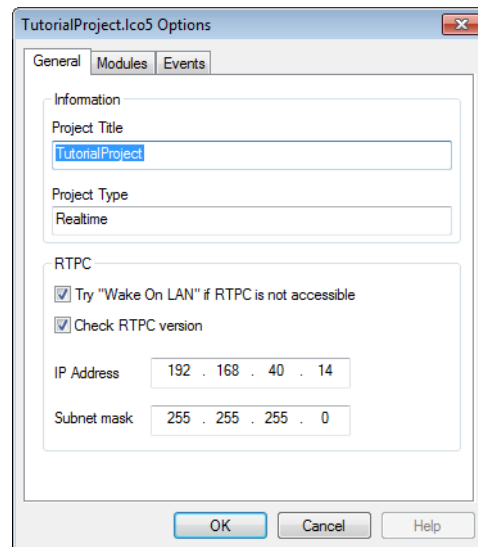 TutorialProject.lco5 Options
General Modules Events
Information
Project Title
TutorialProject
Project Type
Realtime
RTPC
Try "Wake On LAN" if RTPC is not accessible
Check RTPC version
IP Address 192 . 168 . 40 . 14
Subnet mask 255 . 255 . 255 . 0
OK Cancel Help